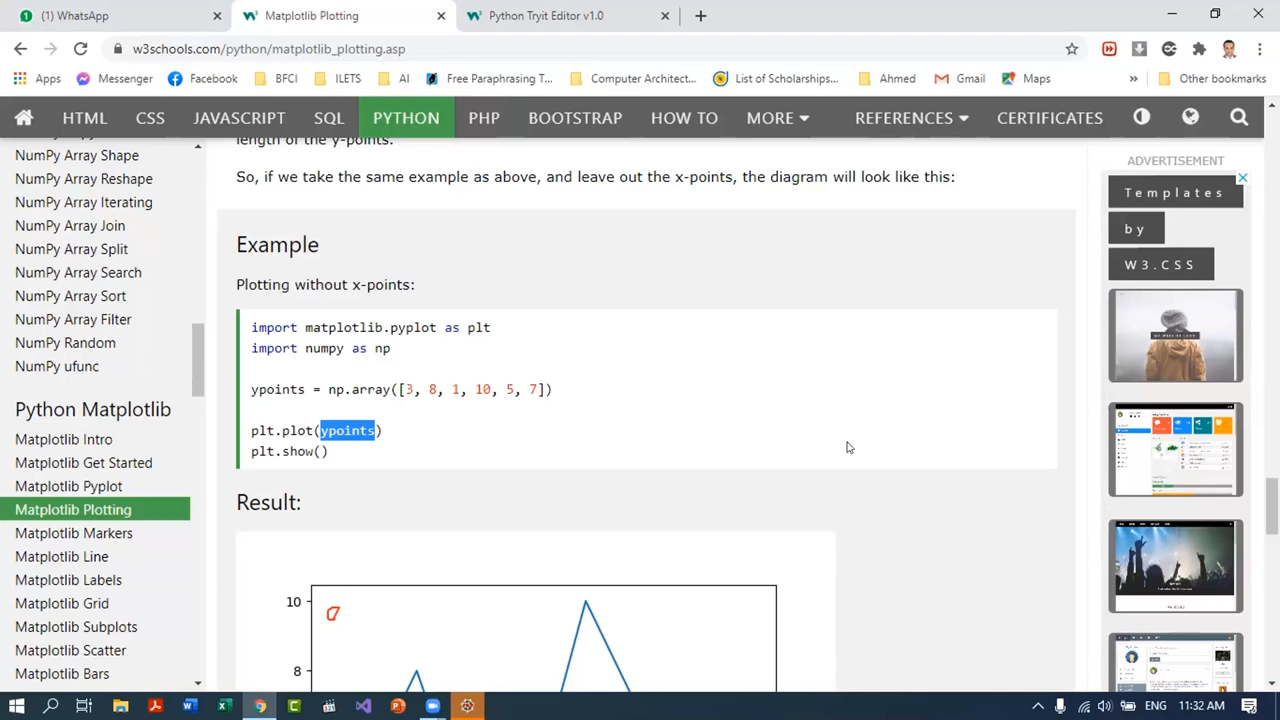 (1) WhatsApp
Matplotlib Plotting
Python Tryit Editor v1.0
w3schools.com/python/matplotlib_plotting.asp
Apps
Messenger
Facebook
BFCI
ILETS
AI
Free Paraphrasing T...
Computer Architect...
List of Scholarships...
Ahmed
Gmail
Maps
»
Other bookmarks
HTML
CSS
JAVASCRIPT
SQL
PYTHON
PHP
BOOTSTRAP
HOW TO
MORE
REFERENCES
CERTIFICATES
NumPy Array Shape
NumPy Array Reshape
NumPy Array Iterating
NumPy Array Join
NumPy Array Split
NumPy Array Search
NumPy Array Sort
NumPy Array Filter
NumPy Random
NumPy ufunc
Python Matplotlib
Matplotlib Intro
Matplotlib Get Started
Matplotlib Pyplot
Matplotlib Plotting
Matplotlib Markers
Matplotlib Line
Matplotlib Labels
Matplotlib Grid
Matplotlib Subplots
Matplotlib Scatter
Matplotlib Bars
length of the y-points.
So, if we take the same example as above, and leave out the x-points, the diagram will look like this:
Example
Plotting without x-points:
import matplotlib.pyplot as plt
import numpy as np
ypoints = np.array([3, 8, 1, 10, 5, 7])
plt.plot(ypoints)
plt.show()
Result:
10
8
ADVERTISEMENT
Templates
by
W3.CSS
ENG
11:32 AM